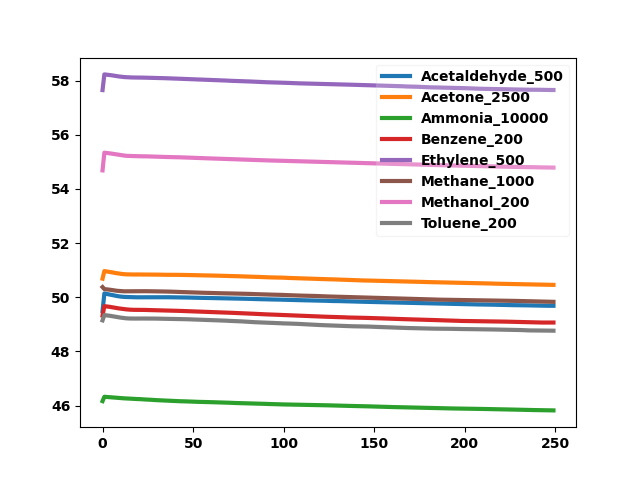 58
56
54
52
50
48
46
0 50 100 150 200 250
Acetaldehyde_500
Acetone_2500
Ammonia_10000
Benzene_200
Ethylene_500
Methane_1000
Methanol_200
Toluene_200